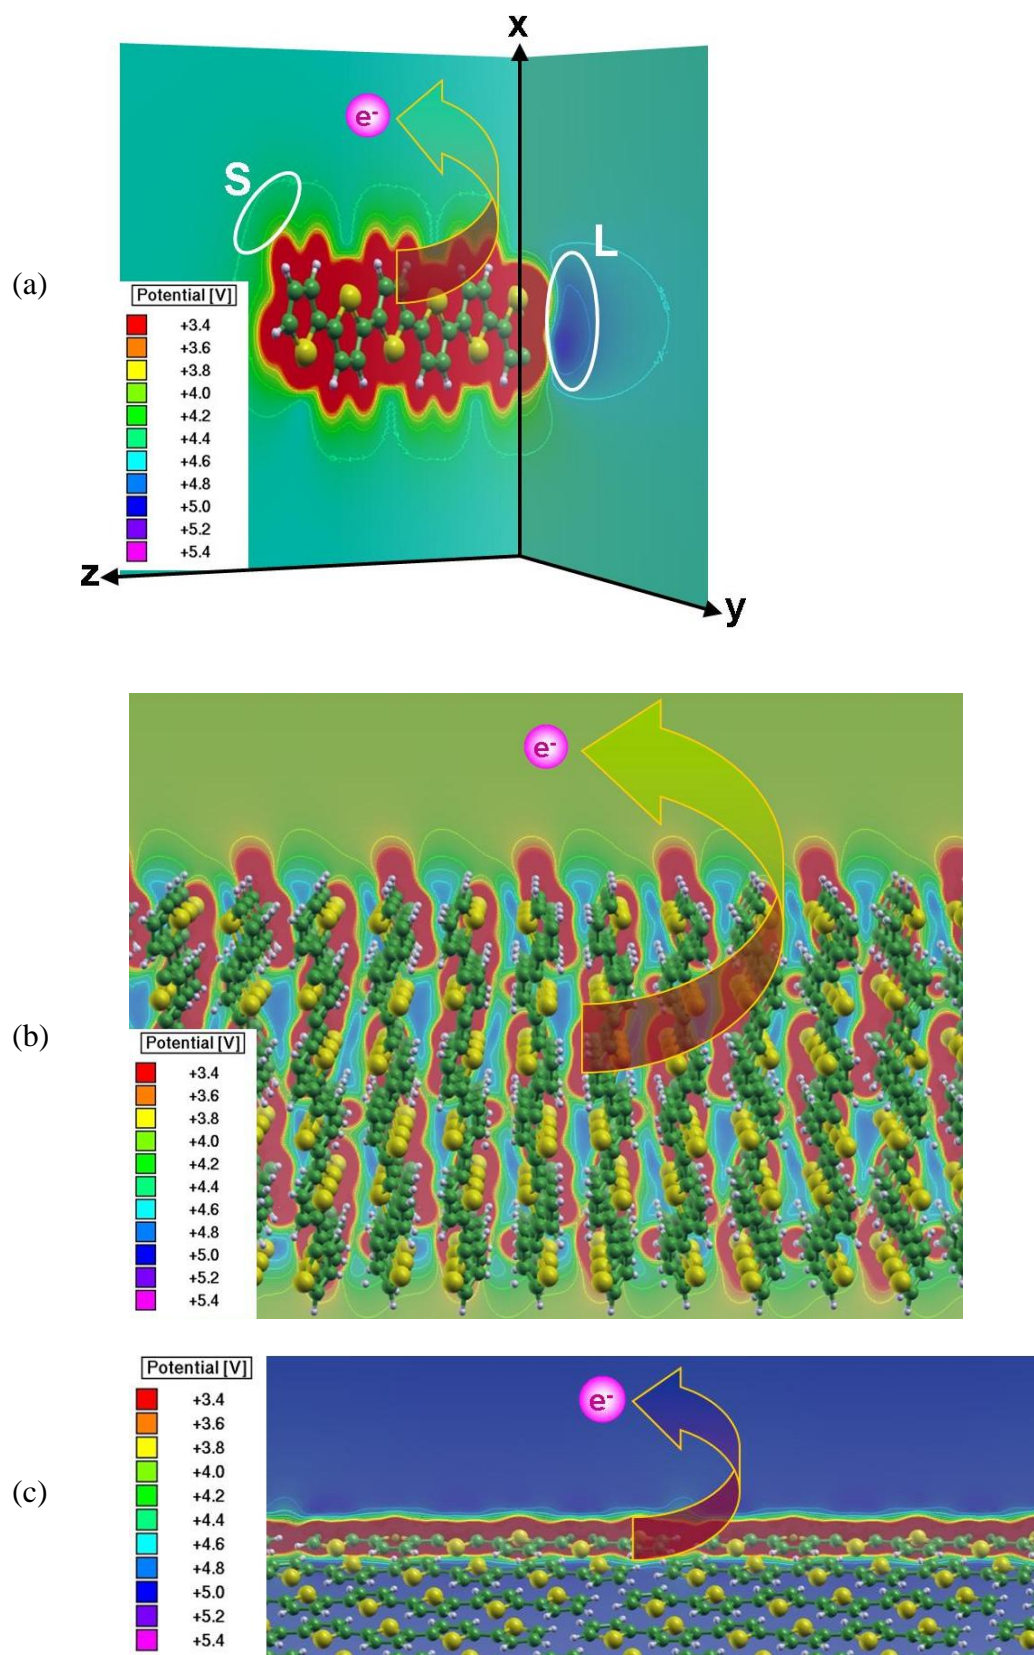 x
e-
S
L
(a)
Potential [V]
+3.4
+3.6
+3.8
+4.0
+4.2
+4.4
+4.6
+4.8
+5.0
+5.2
+5.4
z
y
e-
(b)
Potential [V]
+3.4
+3.6
+3.8
+4.0
+4.2
+4.4
+4.6
+4.8
+5.0
+5.2
+5.4
Potential [V]
e-
+3.4
+3.6
+3.8
+4.0
+4.2
(c)
+4.4
+4.6
+4.8
+5.0
+5.2
+5.4